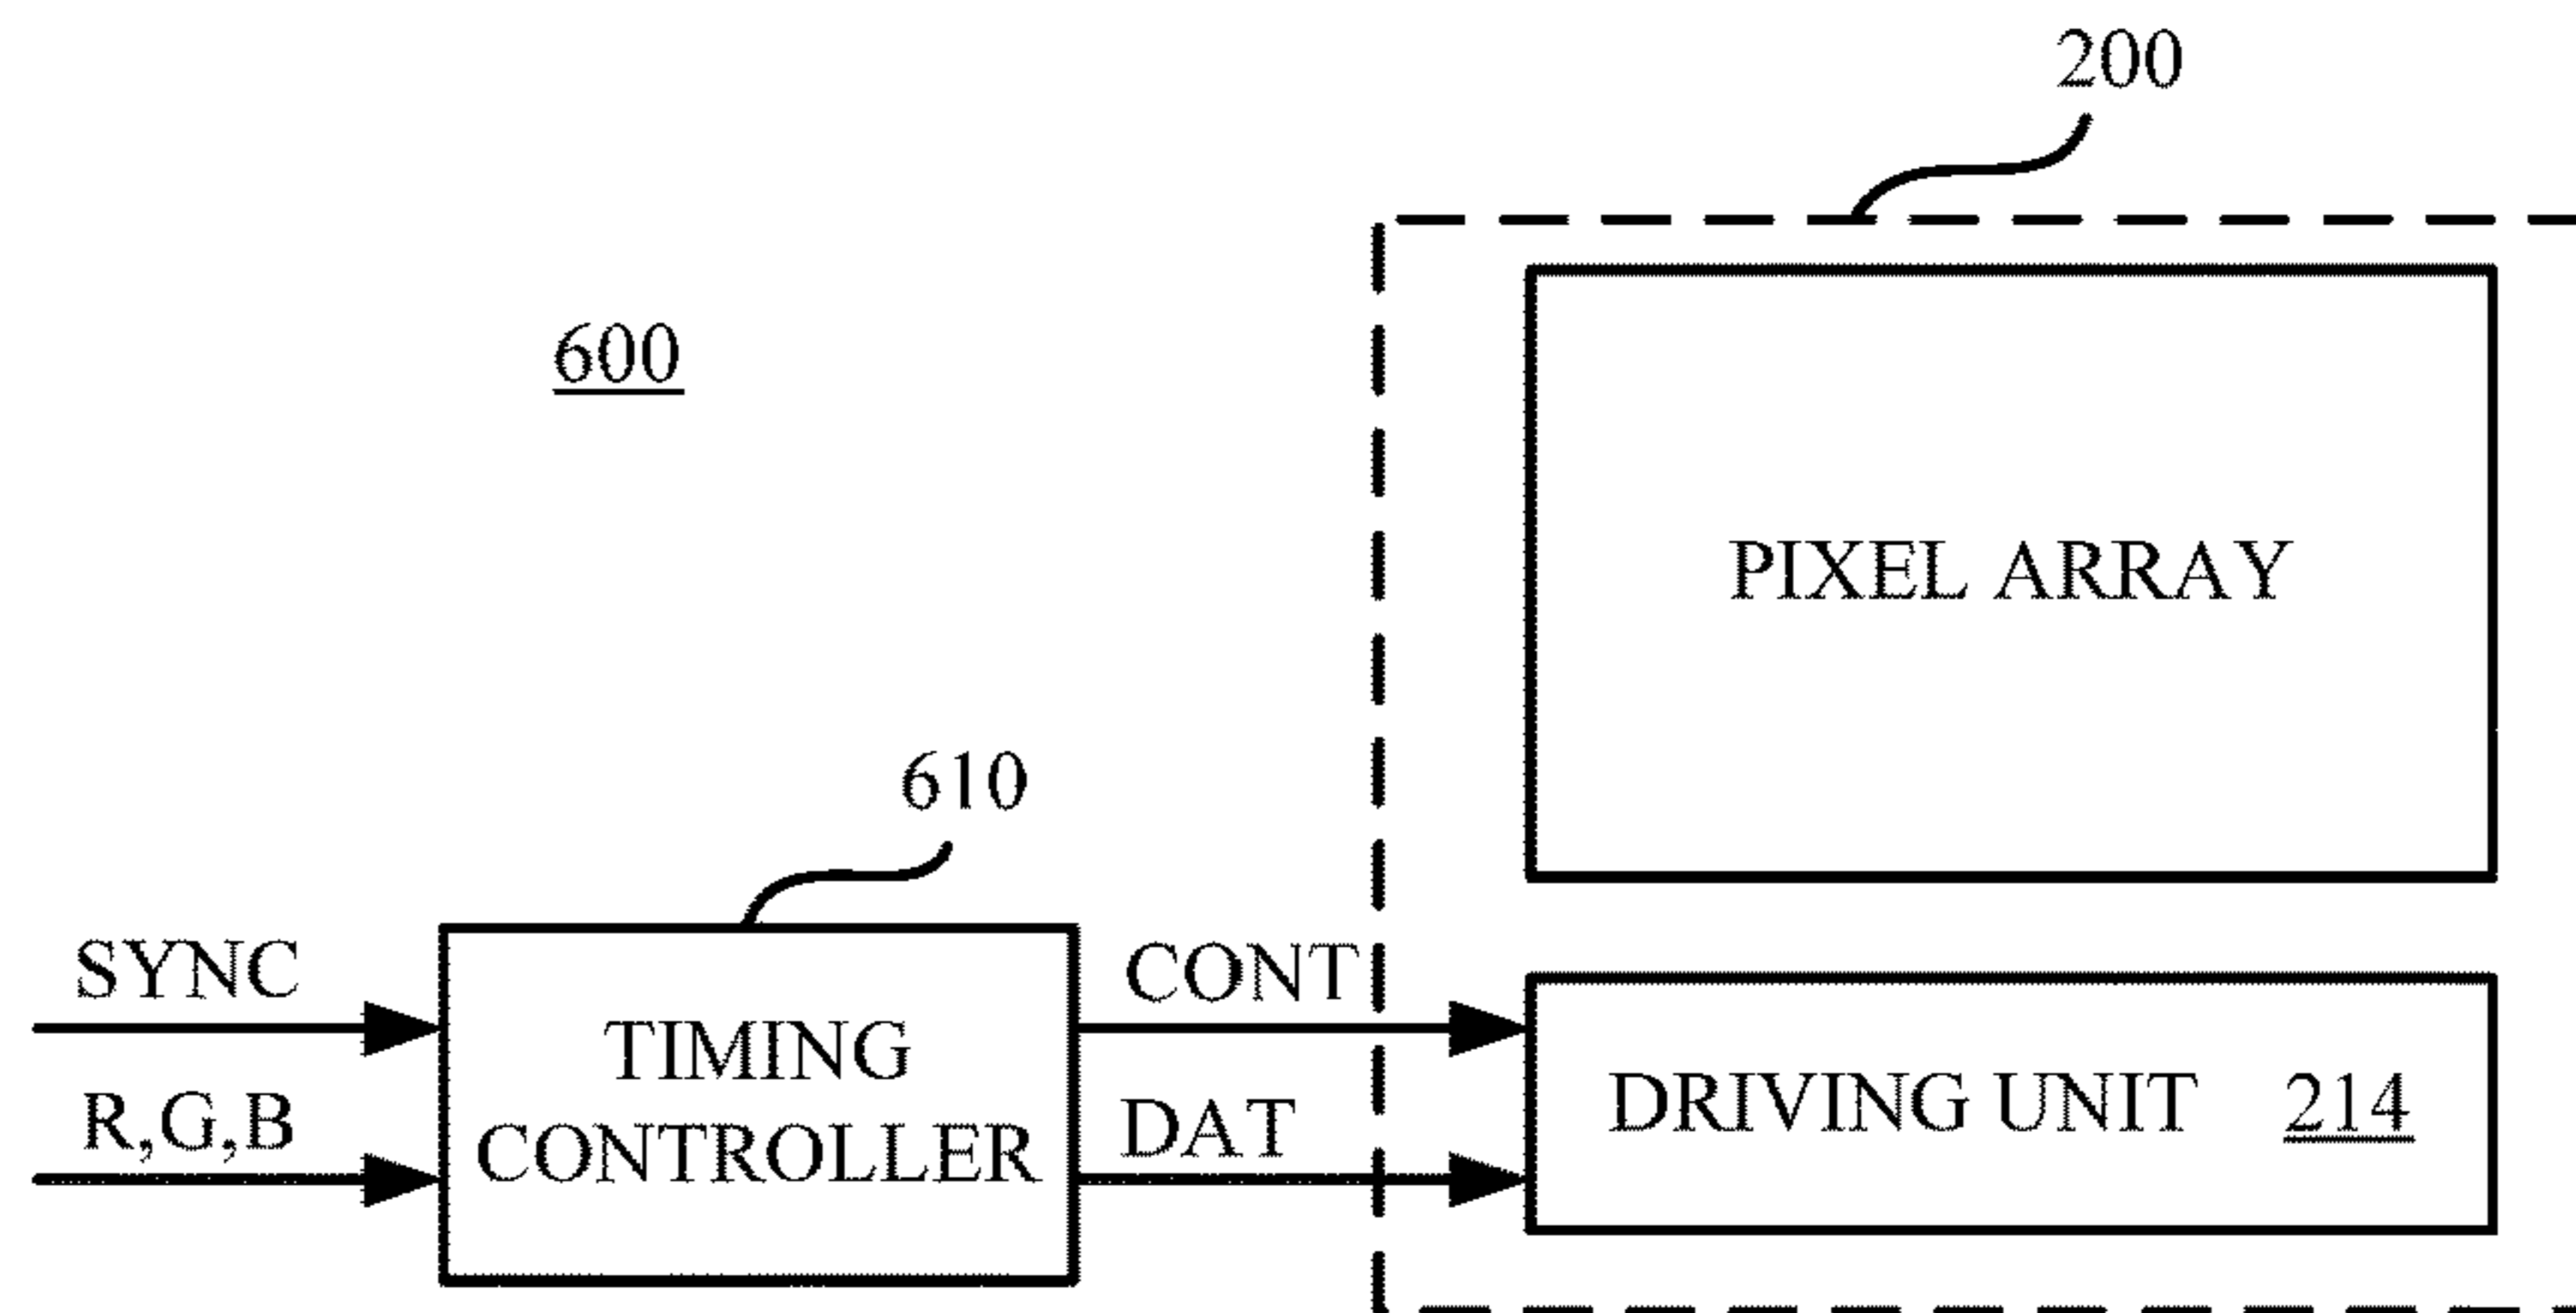 200
600
PIXEL ARRAY
610
SYNC
CONT
TIMING
CONTROLLER
R,G,B
DAT
DRIVING UNIT 214